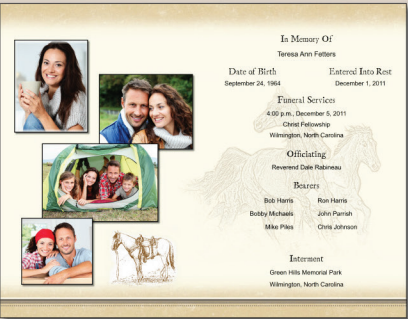 In Memory Of
Teresa Ann Fetters
Date of Birth
Entered Into Rest
September 24, 1964
December 1, 2011
Funeral Services
4:00 p.m., December 5, 2011
Christ Fellowship
Wilmington, North Carolina
Officiating
Reverend Dale Rabineau
Bearers
Bob Harris
Ron Harris
Bobby Michaels
John Parrish
Mike Piles
Chris Johnson
Interment
Green Hills Memorial Park
Wilmington, North Carolina